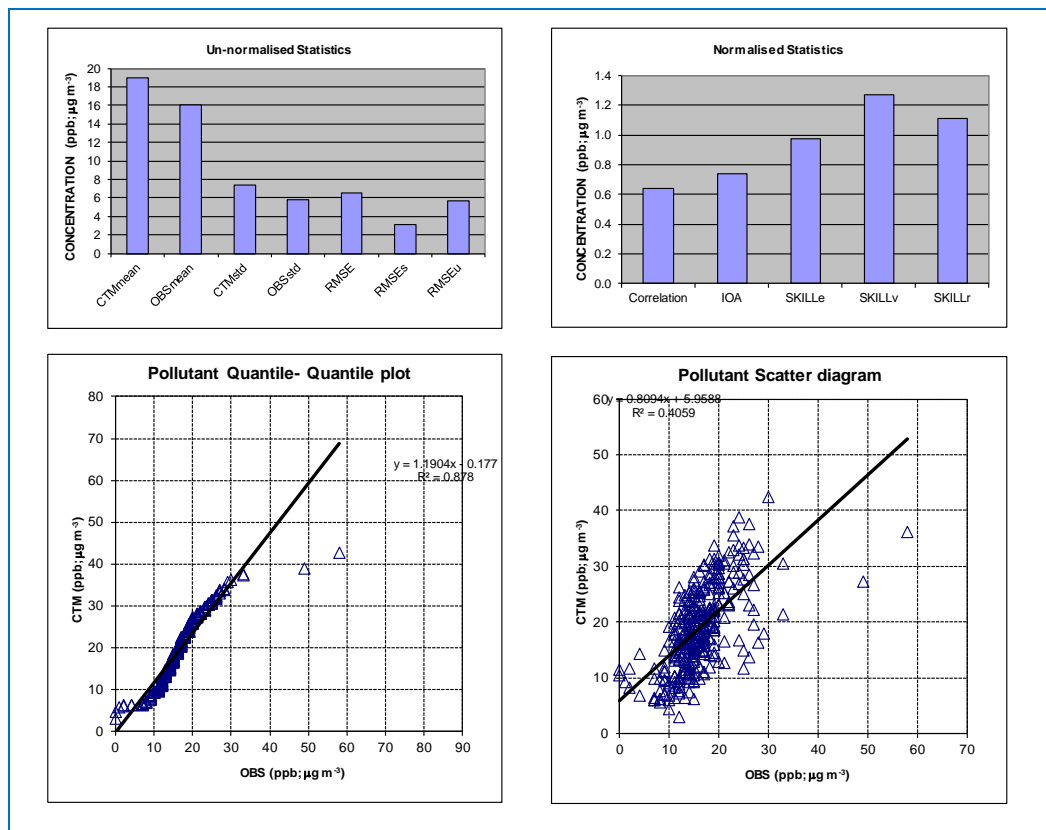 Un-normalised Statistics
CONCENTRATION (ppb; µg m-3)
20
18
16
14
12
10
8
6
4
2
0
CTMmean
OBSmean
CTMstd
OBSstd
RMSE
RMSEs
RMSEu
Normalised Statistics
CONCENTRATION (ppb; µg m-3)
1.4
1.2
1.0
0.8
0.6
0.4
0.2
0.0
Correlation
IOA
SKILLe
SKILLv
SKILLr
Pollutant Quantile- Quantile plot
CTM (ppb; µg m-3)
80
70
60
50
40
30
20
10
0
y = 1.1904x - 0.177
R² = 0.878
0 10 20 30 40 50 60 70 80 90
OBS (ppb; µg m-3)
Pollutant Scatter diagram
y = 0.8094x + 5.9588
R² = 0.4059
CTM (ppb; µg m-3)
60
50
40
30
20
10
0
0 10 20 30 40 50 60 70
OBS (ppb; µg m-3)